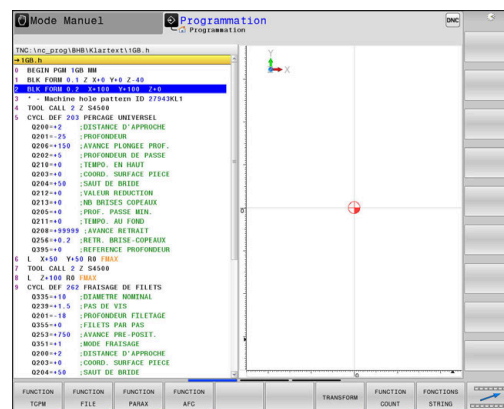 Mode Manuel
Programmation
Programmation
DNC
TNC:\nc_prog\BHB\Klartext\1GB.h
→1GB.h
0 BEGIN PGM 1GB MM
1 BLK FORM 0.1 Z X+0 Y+0 Z-40
2 BLK FORM 0.2 X+100 Y+100 Z+0
3 * - Machine hole pattern ID 27943KL1
4 TOOL CALL 2 Z S4500
5 CYCL DEF 203 PERCAGE UNIVERSEL
Q200=+2 ;DISTANCE D'APPROCHE
Q201=-25 ;PROFONDEUR
Q206=+150 ;AVANCE PLONGEE PROF.
Q202=+5 ;PROFONDEUR DE PASSE
Q210=+0 ;TEMPO. EN HAUT
Q203=+0 ;COORD. SURFACE PIECE
Q204=+50 ;SAUT DE BRIDE
Q212=+0 ;VALEUR REDUCTION
Q213=+0 ;NB BRISES COPEAUX
Q205=+0 ;PROF. PASSE MIN.
Q211=+0 ;TEMPO. AU FOND
Q208=+99999 ;AVANCE RETRAIT
Q256=+0.2 ;RETR. BRISE-COPEAUX
Q395=+0 ;REFERENCE PROFONDEUR
6 L X+50 Y+50 R0 FMAX
7 TOOL CALL 2 Z S4500
8 L Z+100 R0 FMAX
9 CYCL DEF 262 FRAISAGE DE FILETS
Q335=+10 ;DIAMETRE NOMINAL
Q239=+1.5 ;PAS DE VIS
Q201=-18 ;PROFONDEUR FILETAGE
Q355=+0 ;FILETS PAR PAS
Q253=+750 ;AVANCE PRE-POSIT.
Q351=+1 ;MODE FRAISAGE
Q200=+2 ;DISTANCE D'APPROCHE
Q203=+0 ;COORD. SURFACE PIECE
Q204=+50 ;SAUT DE BRIDE
Y
X
0
0
FUNCTION TCPM
FUNCTION FILE
FUNCTION PARAX
FUNCTION AFC
TRANSFORM
FUNCTION COUNT
FONCTIONS STRING